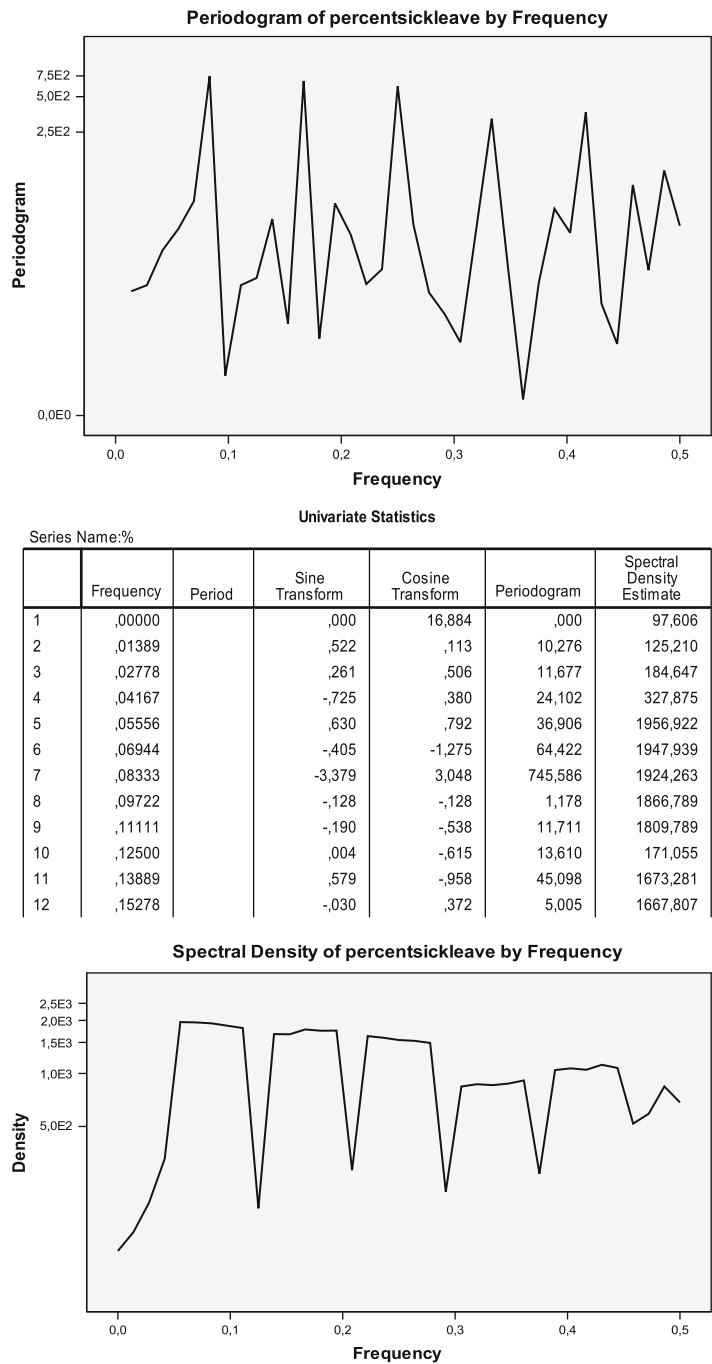 Periodogram of percentsickleave by Frequency
7,5E2
5,0E2
2,5E2
0,0E0
Periodogram
0,0 0,1 0,2 0,3 0,4 0,5
Frequency
Univariate Statistics
Series Name:%
Frequency Period Sine Transform Cosine Transform Periodogram Spectral Density Estimate
1 ,00000 ,000 16,884 ,000 97,606
2 ,01389 ,522 ,113 10,276 125,210
3 ,02778 ,261 ,506 11,677 184,647
4 ,04167 -,725 ,380 24,102 327,875
5 ,05556 ,630 ,792 36,906 1956,922
6 ,06944 -,405 -1,275 64,422 1947,939
7 ,08333 -3,379 3,048 745,586 1924,263
8 ,09722 -,128 -,128 1,178 1866,789
9 ,11111 -,190 -,538 11,711 1809,789
10 ,12500 ,004 -,615 13,610 171,055
11 ,13889 ,579 -,958 45,098 1673,281
12 ,15278 -,030 ,372 5,005 1667,807
Spectral Density of percentsickleave by Frequency
2,5E3
2,0E3
1,5E3
1,0E3
5,0E2
Density
0,0 0,1 0,2 0,3 0,4 0,5
Frequency